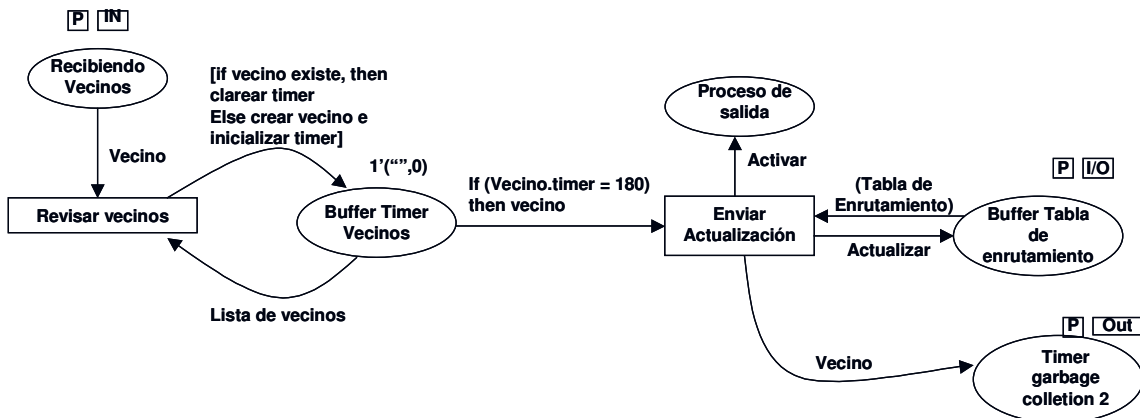 P IN
Recibiendo
Vecinos
[if vecino existe, then
clarear timer
Else crear vecino e
inicializar timer]
Vecino
1’(“”,0)
Revisar vecinos
Buffer Timer
Vecinos
Lista de vecinos
If (Vecino.timer = 180)
then vecino
Proceso de
salida
Activar
Enviar
Actualización
(Tabla de
Enrutamiento)
Actualizar
P I/O
Buffer Tabla
de
enrutamiento
Vecino
P Out
Timer
garbage
colletion 2